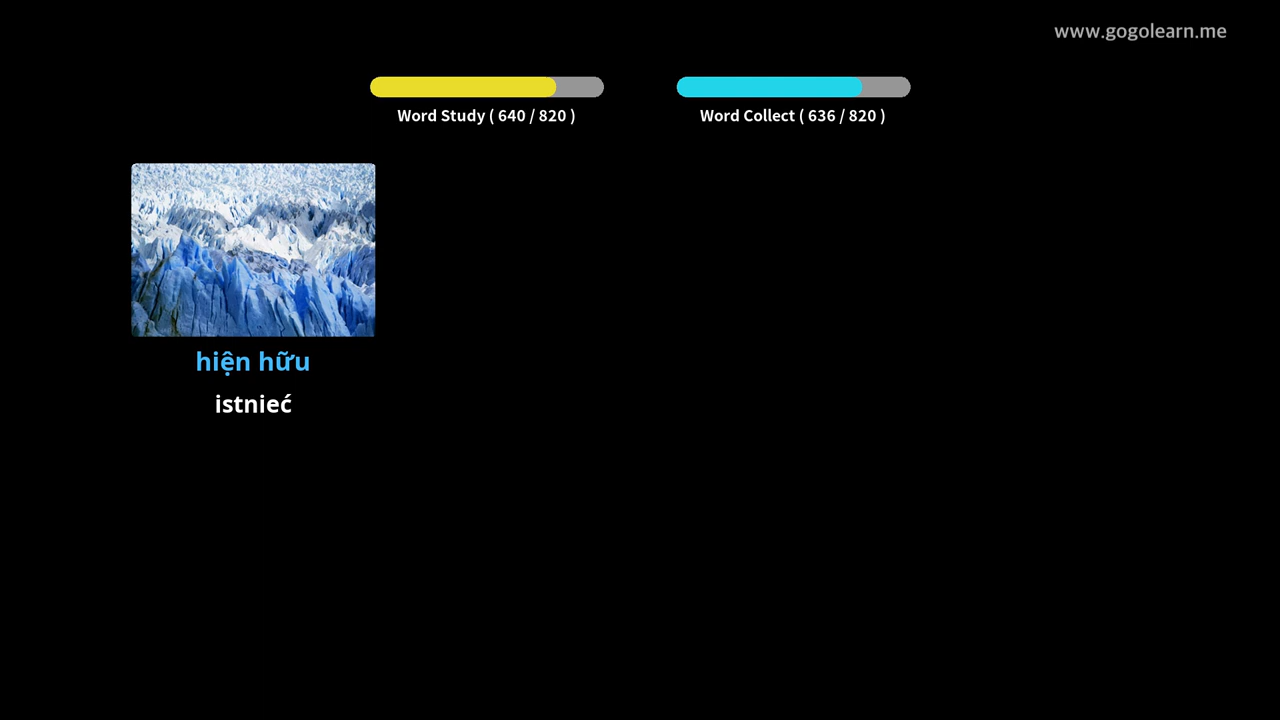 www.gogolearn.me
Word Study ( 640 / 820 )
Word Collect ( 636 / 820 )
hiện hữu
istnieć